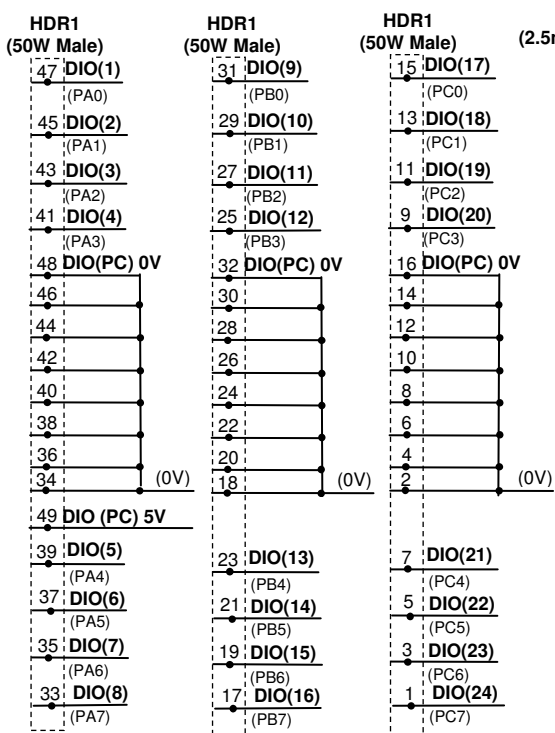 HDR1
(50W Male)
47 DIO(1)
(PA0)
45 DIO(2)
(PA1)
43 DIO(3)
(PA2)
41 DIO(4)
(PA3)
48 DIO(PC) 0V
46
44
42
40
38
36
34 (0V)
49 DIO (PC) 5V
39 DIO(5)
(PA4)
37 DIO(6)
(PA5)
35 DIO(7)
(PA6)
33 DIO(8)
(PA7)
HDR1
(50W Male)
31 DIO(9)
(PB0)
29 DIO(10)
(PB1)
27 DIO(11)
(PB2)
25 DIO(12)
(PB3)
32 DIO(PC) 0V
30
28
26
24
22
20
18 (0V)
23 DIO(13)
(PB4)
21 DIO(14)
(PB5)
19 DIO(15)
(PB6)
17 DIO(16)
(PB7)
HDR1
(50W Male)
15 DIO(17)
(PC0)
13 DIO(18)
(PC1)
11 DIO(19)
(PC2)
9 DIO(20)
(PC3)
16 DIO(PC) 0V
14
12
10
8
6
4
2 (0V)
7 DIO(21)
(PC4)
5 DIO(22)
(PC5)
3 DIO(23)
(PC6)
1 DIO(24)
(PC7)